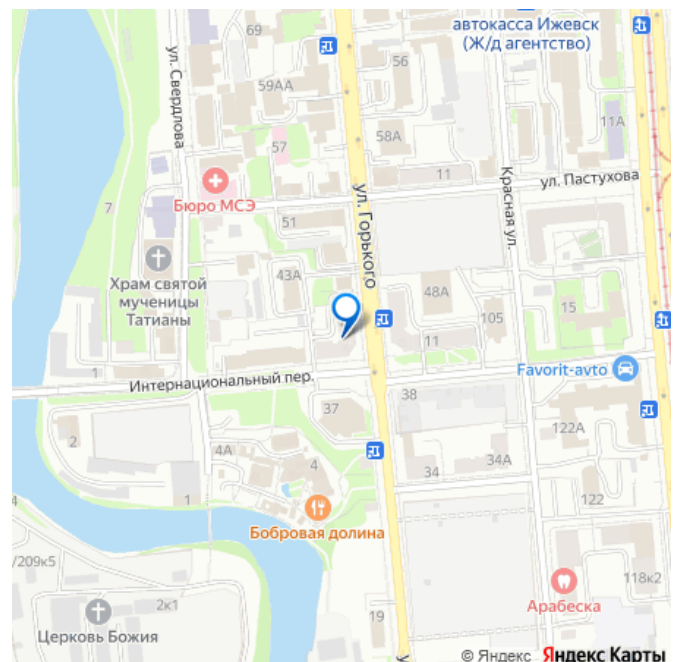 автокасса Ижевск
(Ж/д агентство)
69
56
59АА
ул. Свердлова
58А
11А
57
11
ул. Пастухова
Бюро МСЭ
Красная ул.
7
51
ул. Горького
Храм святой
мученицы
Татианы
43А
48А
105
15
11
Favorit-avto
1
Интернациональный пер.
37
38
2
122А
4А
4
34
34А
1
122
4
Бобровая долина
/209к5
118к2
2к1
19
Арабеска
Церковь Божия
у
© Яндекс Яндекс Карты